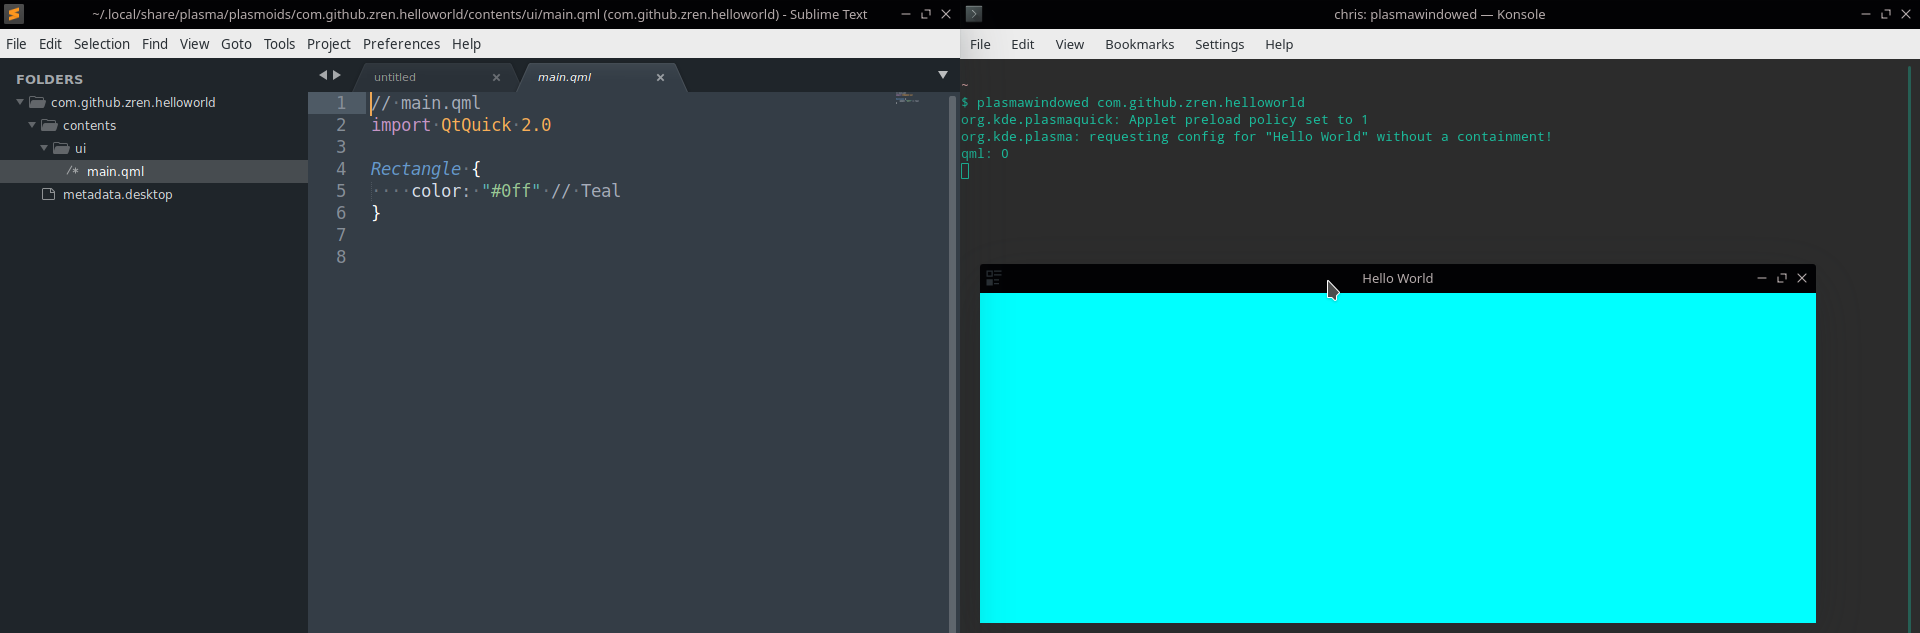 ~/.local/share/plasma/plasmoids/com.github.zren.helloworld/contents/ui/main.qml (com.github.zren.helloworld) - Sublime Text
File Edit Selection Find View Goto Tools Project Preferences Help
FOLDERS
com.github.zren.helloworld
contents
ui
/* main.qml
metadata.desktop
untitled
main.qml
1 // main.qml
2 import QtQuick 2.0
3
4 Rectangle {
5     color: "#0ff" // Teal
6 }
7
8
chris: plasmawindowed — Konsole
File Edit View Bookmarks Settings Help
~
$ plasmawindowed com.github.zren.helloworld
org.kde.plasmaquick: Applet preload policy set to 1
org.kde.plasma: requesting config for "Hello World" without a containment!
qml: 0
Hello World